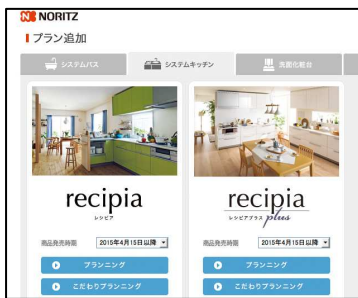 NORITZ
プラン追加
システムバス
システムキッチン
洗面化粧台
recipia
レシピア
商品発売時期 2015年4月15日以降
プランニング
こだわりプランニング
recipia plus
レシピアプラス
商品発売時期 2015年4月15日以降
プランニング
こだわりプランニング